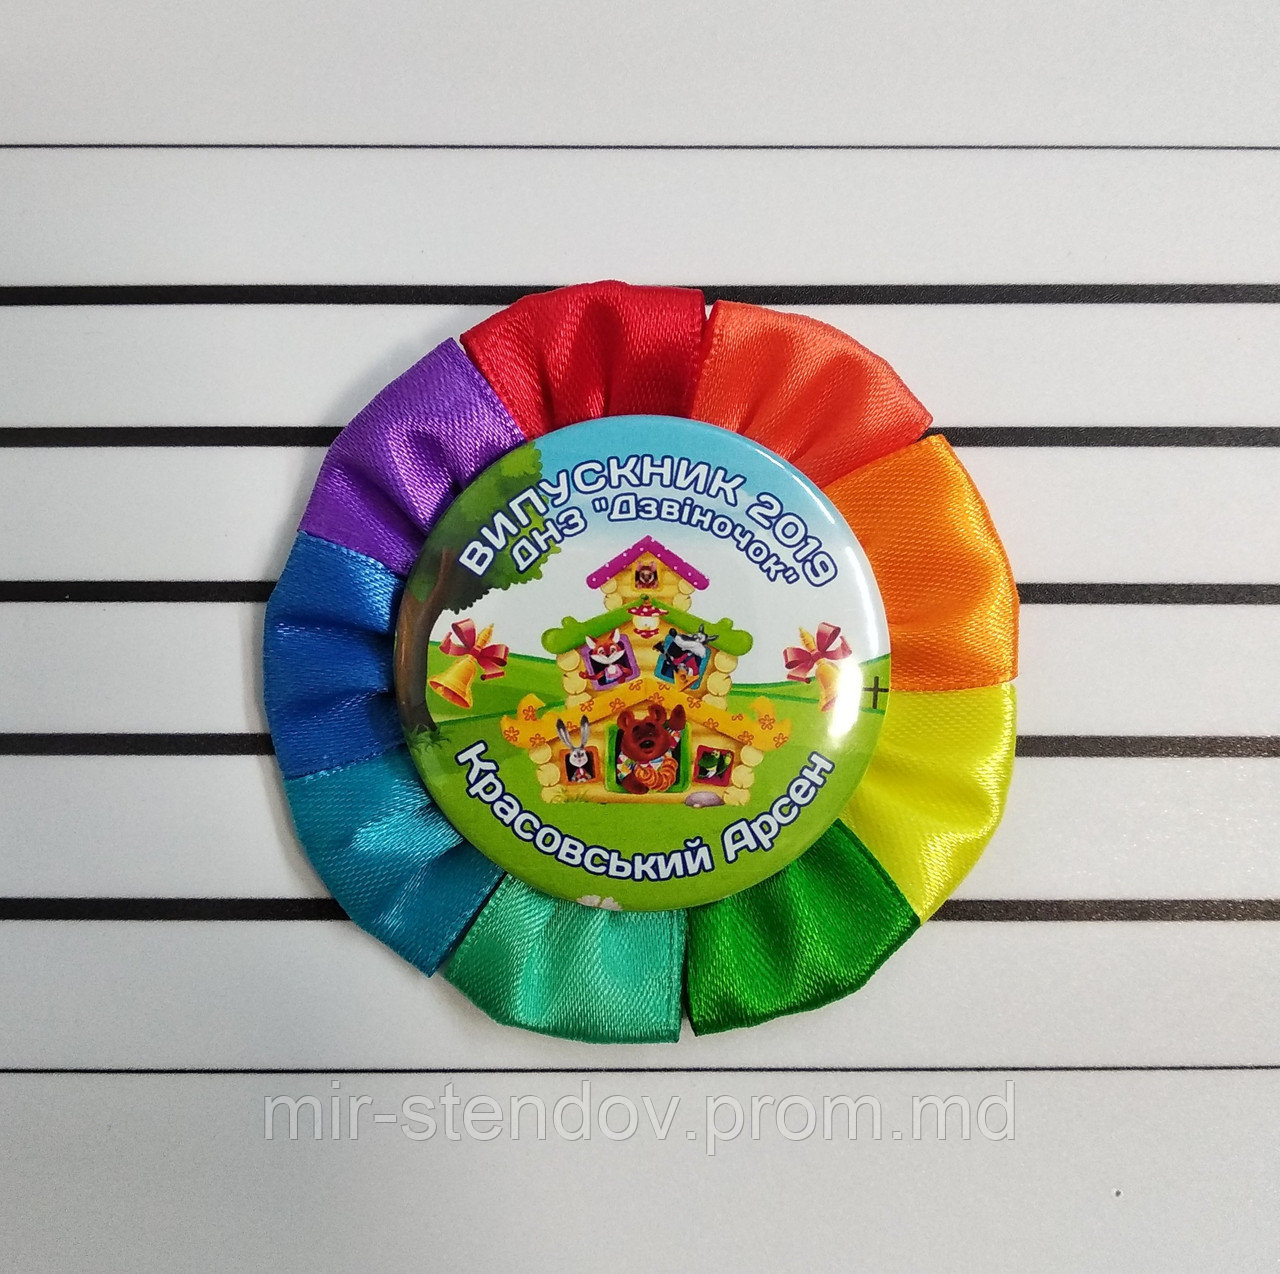 ВИПУСКНИК 2019
ДНЗ "Дзвіночок"
Красовський Арсен
mir-stendov.prom.md